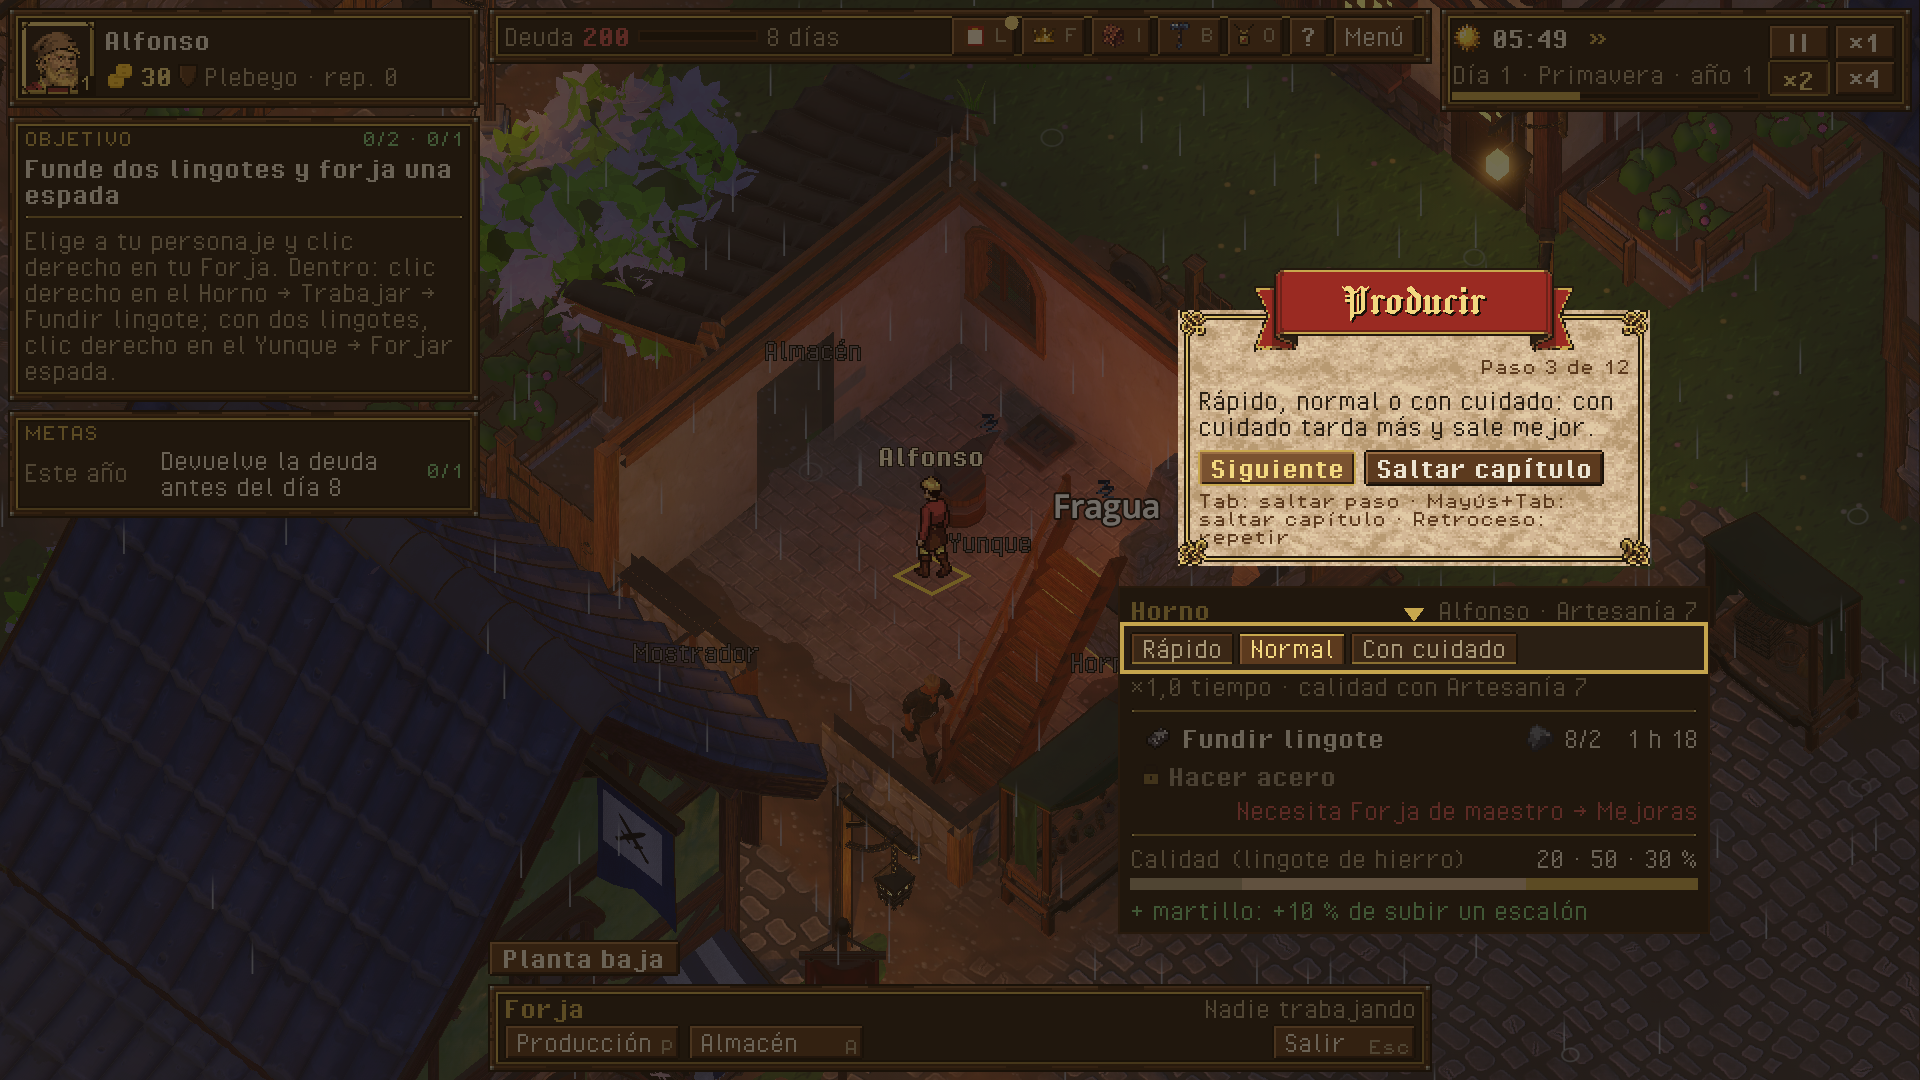 Alfonso
1
30 Plebeyo · rep. 0
Deuda 200 8 días
L
F
I
B
O
?
Menú
05:49 »
Día 1 · Primavera · año 1
×1
×2
×4
OBJETIVO 0/2 · 0/1
Funde dos lingotes y forja una
espada
Elige a tu personaje y clic
derecho en tu Forja. Dentro: clic
derecho en el Horno → Trabajar →
Fundir lingote; con dos lingotes,
clic derecho en el Yunque → Forjar
espada.
METAS
Este año
Devuelve la deuda
antes del día 8
0/1
Almacén
Alfonso
Fragua
Yunque
Mostrador
Horn
Producir
Paso 3 de 12
Rápido, normal o con cuidado: con
cuidado tarda más y sale mejor.
Siguiente
Saltar capítulo
Tab: saltar paso · Mayús+Tab:
saltar capítulo · Retroceso:
repetir
Horno Alfonso · Artesanía 7
Rápido Normal Con cuidado
×1,0 tiempo · calidad con Artesanía 7
Fundir lingote 8/2 1 h 18
Hacer acero
Necesita Forja de maestro → Mejoras
Calidad (lingote de hierro) 20 · 50 · 30 %
+ martillo: +10 % de subir un escalón
Planta baja
Forja Nadie trabajando
Producción P
Almacén A
Salir Esc